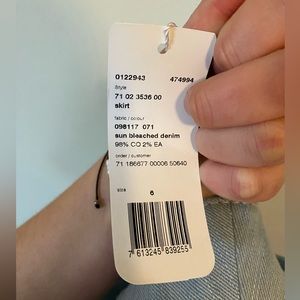 0122943 474994
Style
71 02 3536 00
skirt
fabric / colour
098117 071
sun bleached denim
98% CO 2% EA
order / customer
71 186677 00006 50640
size 6
7 613245 839255